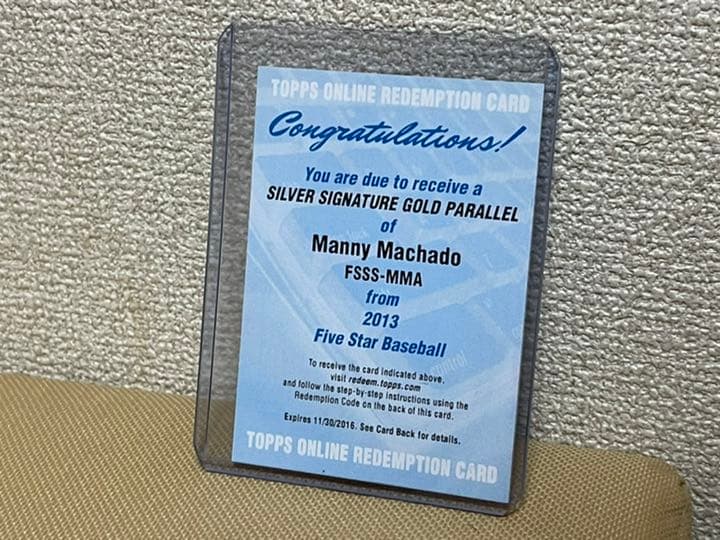 TOPPS ONLINE REDEMPTION CARD
Congratulations!
You are due to receive a
SILVER SIGNATURE GOLD PARALLEL
of
Manny Machado
FSSS-MMA
from
2013
Five Star Baseball
To receive the card indicated above,
visit redeem.topps.com
and follow the step-by-step instructions using the
Redemption Code on the back of this card.
Expires 11/30/2016. See Card Back for details.
TOPPS ONLINE REDEMPTION CARD
control